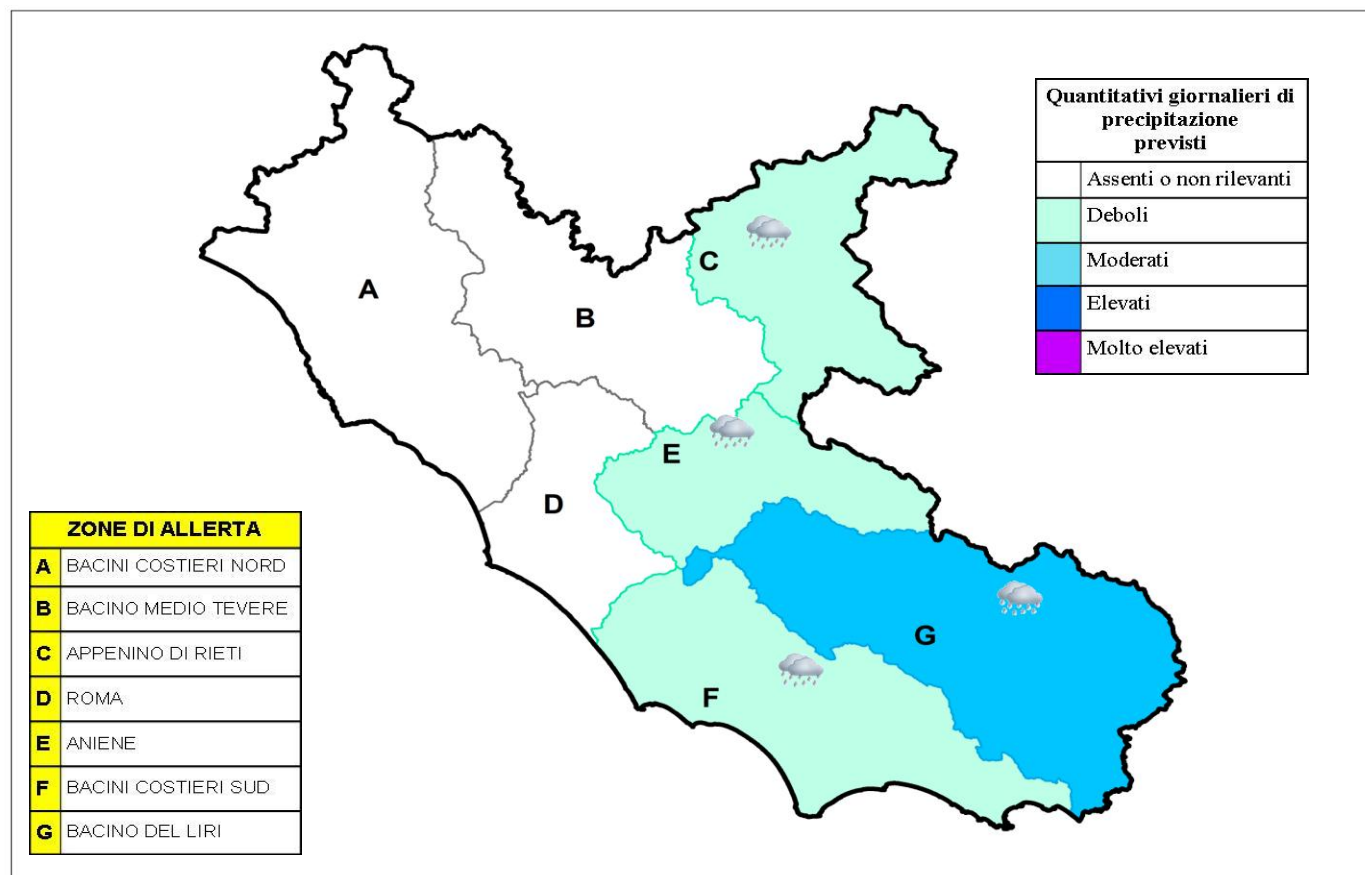 Quantitativi giornalieri di
precipitazione
previsti
Assenti o non rilevanti
Deboli
Moderati
Elevati
Molto elevati
A
B
C
E
D
G
F
ZONE DI ALLERTA
A BACINI COSTIERI NORD
B BACINO MEDIO TEVERE
C APPENINO DI RIETI
D ROMA
E ANIENE
F BACINI COSTIERI SUD
G BACINO DEL LIRI